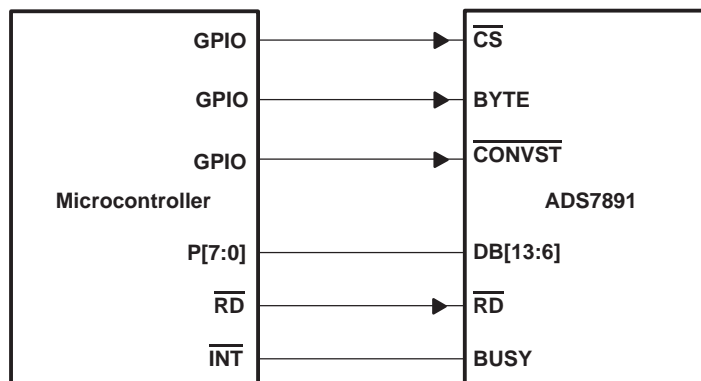 GPIO CS
GPIO BYTE
GPIO CONVST
Microcontroller ADS7891
P[7:0] DB[13:6]
RD RD
INT BUSY